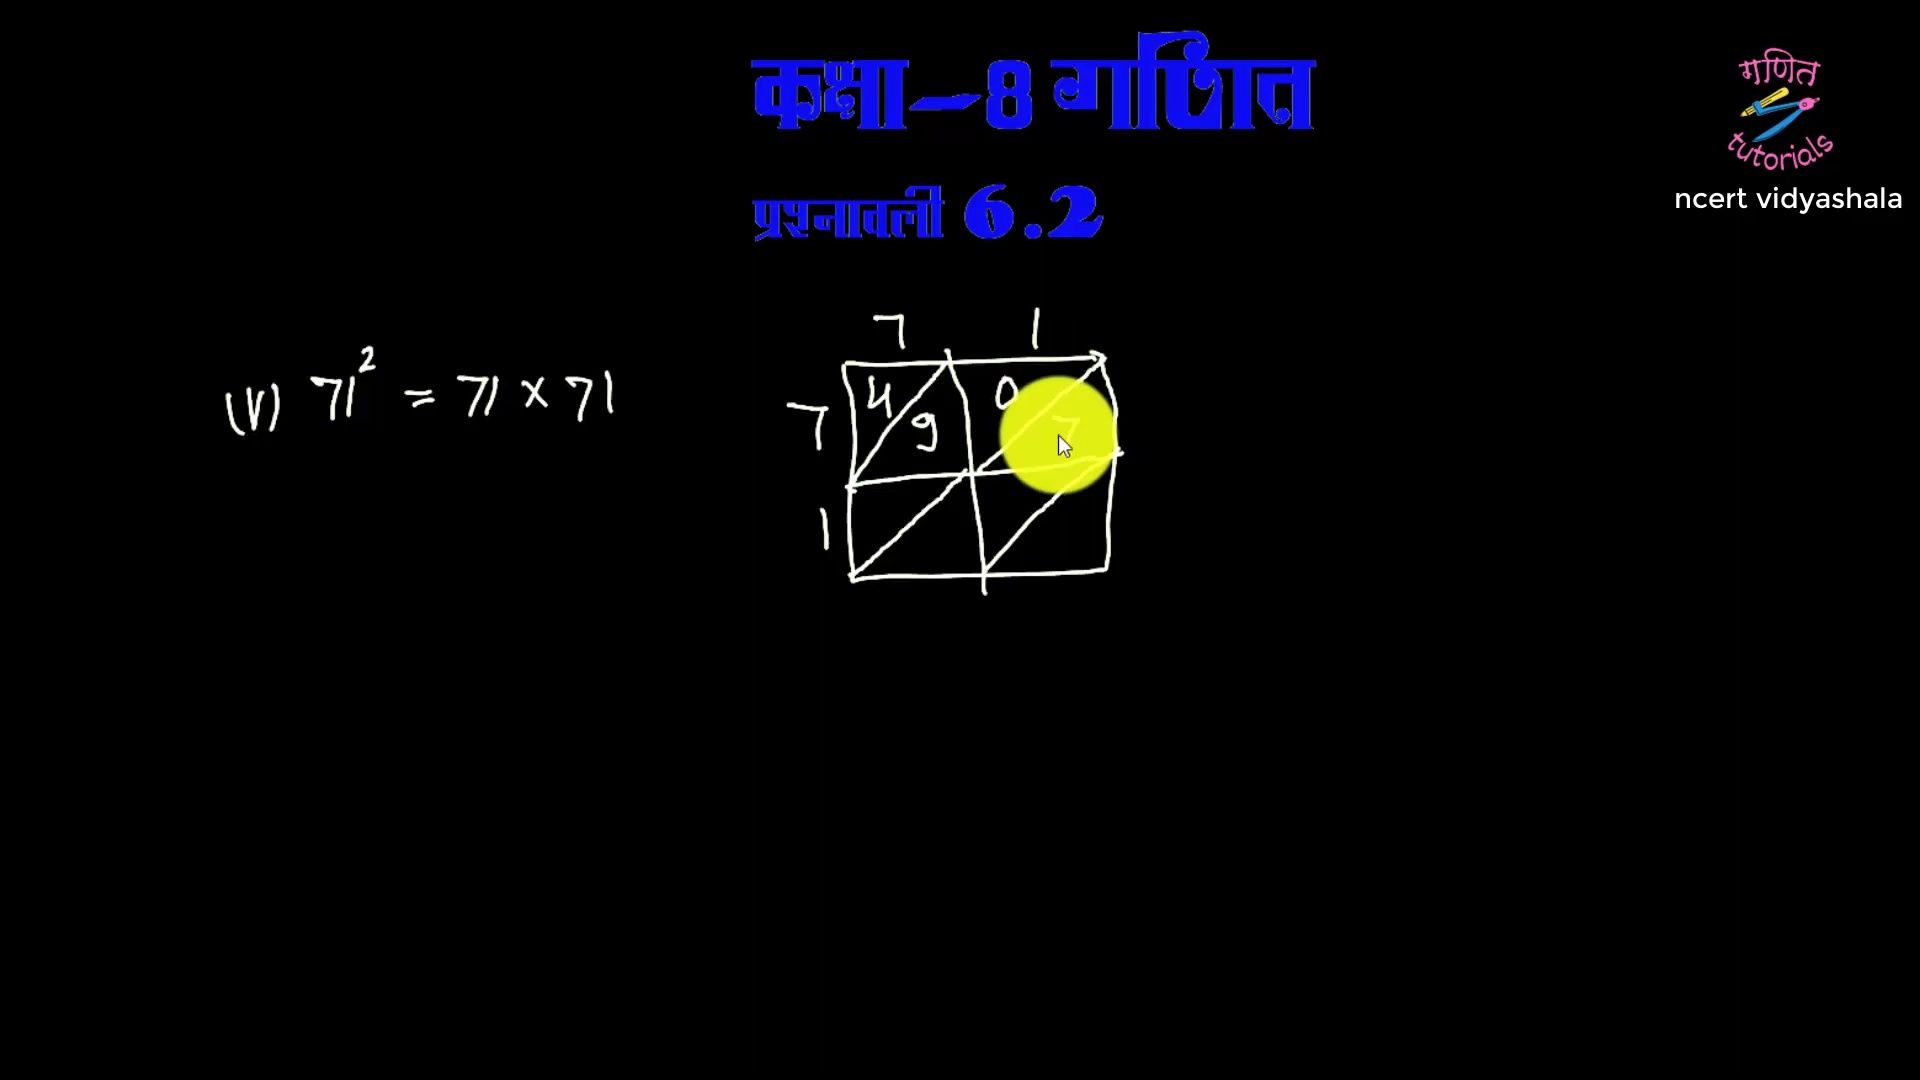 कक्षा-8 गणित
प्रश्नावली 6.2
गणित
tutorials
ncert vidyashala
(V) 71² = 71 × 71
7 1
7 4 9 0 7
1